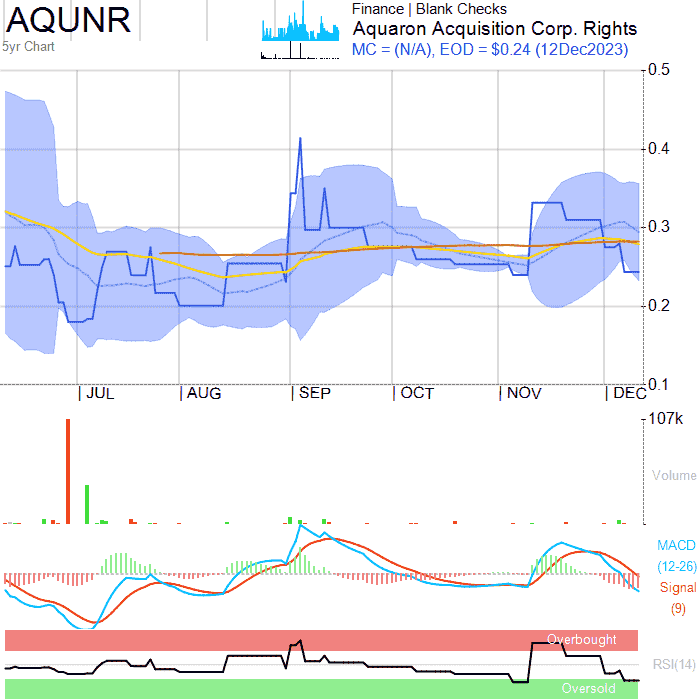 AQUNR
5yr Chart
Finance | Blank Checks
Aquaron Acquisition Corp. Rights
MC = (N/A), EOD = $0.24 (12Dec2023)
0.5
0.4
0.3
0.2
0.1
| JUL | AUG | SEP | OCT | NOV | DEC
107k
Volume
MACD
(12-26)
Signal
(9)
Overbought
RSI(14)
Oversold